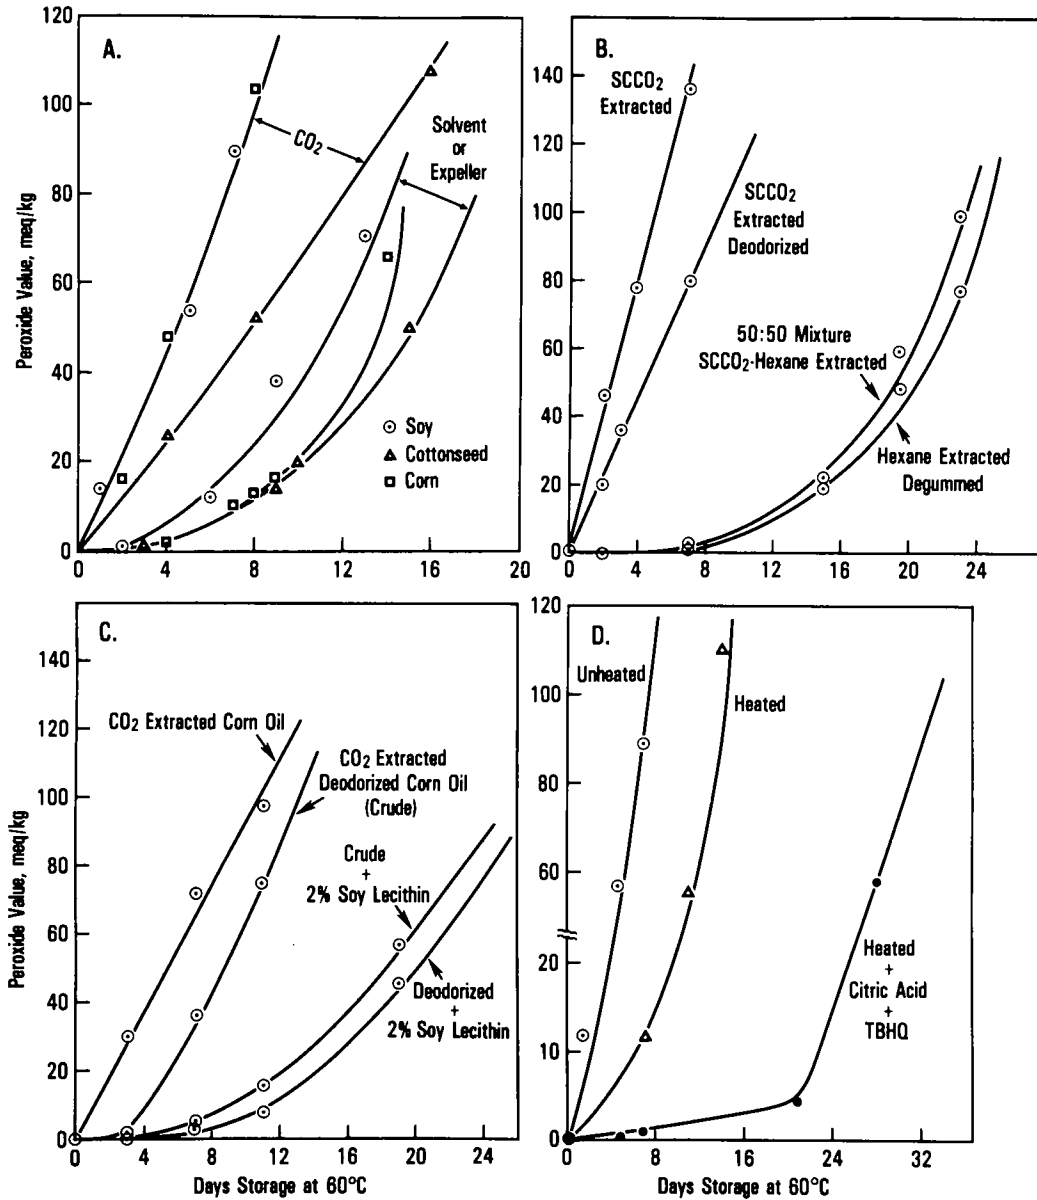 A.
120
100
80
60
40
20
0
Peroxide Value, meq/kg
CO₂
Solvent
or
Expeller
Soy
Cottonseed
Corn
4
8
12
16
20
B.
140
120
100
80
60
40
20
0
SCCO₂
Extracted
SCCO₂
Extracted
Deodorized
50:50 Mixture
SCCO₂-Hexane Extracted
Hexane Extracted
Degummed
0
4
8
12
16
20
24
C.
140
120
100
80
60
40
20
0
Peroxide Value, meq/kg
CO₂ Extracted Corn Oil
CO₂ Extracted
Deodorized Corn Oil
(Crude)
Crude
+
2% Soy Lecithin
Deodorized
+
2% Soy Lecithin
0
4
8
12
16
20
24
Days Storage at 60°C
D.
120
100
80
60
20
10
0
Unheated
Heated
Heated
+
Citric Acid
+
TBHQ
0
8
16
24
32
Days Storage at 60°C